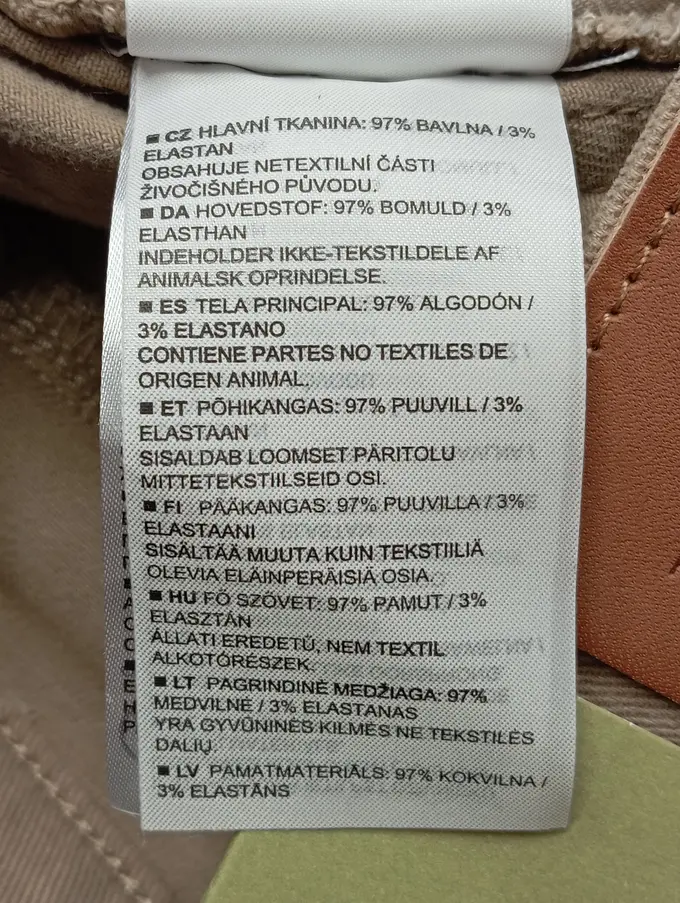 ■ CZ HLAVNÍ TKANINA: 97% BAVLNA / 3%
ELASTAN
OBSAHUJE NETEXTILNÍ ČÁSTI
ŽIVOČIŠNÉHO PŮVODU.
■ DA HOVEDSTOF: 97% BOMULD / 3%
ELASTHAN
INDEHOLDER IKKE-TEKSTILDELE AF
ANIMALSK OPRINDELSE.
■ ES TELA PRINCIPAL: 97% ALGODÓN /
3% ELASTANO
CONTIENE PARTES NO TEXTILES DE
ORIGEN ANIMAL.
■ ET PÕHIKANGAS: 97% PUUVILL / 3%
ELASTAAN
SISALDAB LOOMSET PÄRITOLU
MITTETEKSTIILSEID OSI.
■ FI PÄÄKANGAS: 97% PUUVILLA / 3%
ELASTAANI
SISÄLTÄÄ MUUTA KUIN TEKSTIILIÄ
OLEVIA ELÄINPERÄISIÄ OSIA.
■ HU FŐ SZÖVET: 97% PAMUT / 3%
ELASZTÁN
ÁLLATI EREDETŰ, NEM TEXTIL
ALKOTÓRÉSZEK.
■ LT PAGRINDINĖ MEDŽIAGA: 97%
MEDVILNĖ / 3% ELASTANAS
YRA GYVŪNINĖS KILMĖS NE TEKSTILĖS
DALIŲ.
■ LV PAMATMATERIĀLS: 97% KOKVILNA /
3% ELASTĀNS